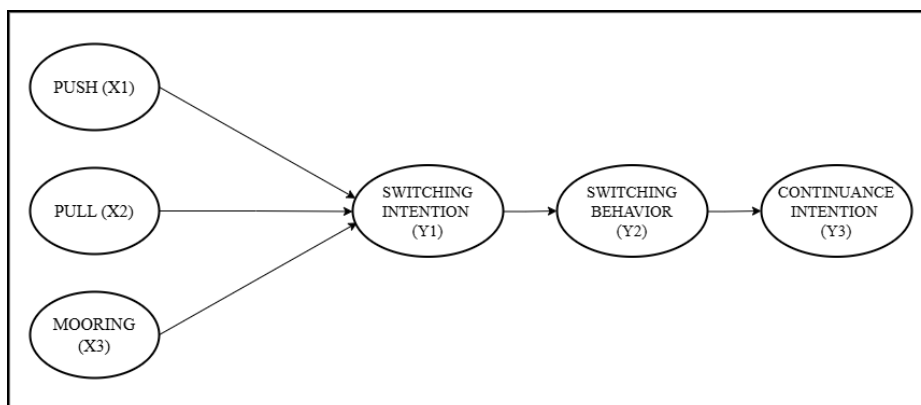 PUSH (X1)
PULL (X2)
MOORING
(X3)
SWITCHING
INTENTION
(Y1)
SWITCHING
BEHAVIOR
(Y2)
CONTINUANCE
INTENTION
(Y3)